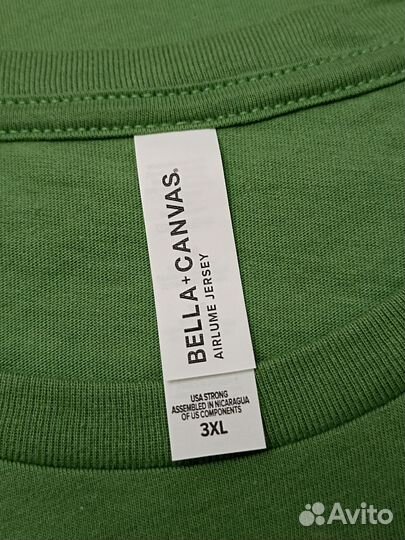 BELLA+CANVAS®
AIRLUME JERSEY
USA STRONG
ASSEMBLED IN NICARAGUA
OF US COMPONENTS
3XL
Avito